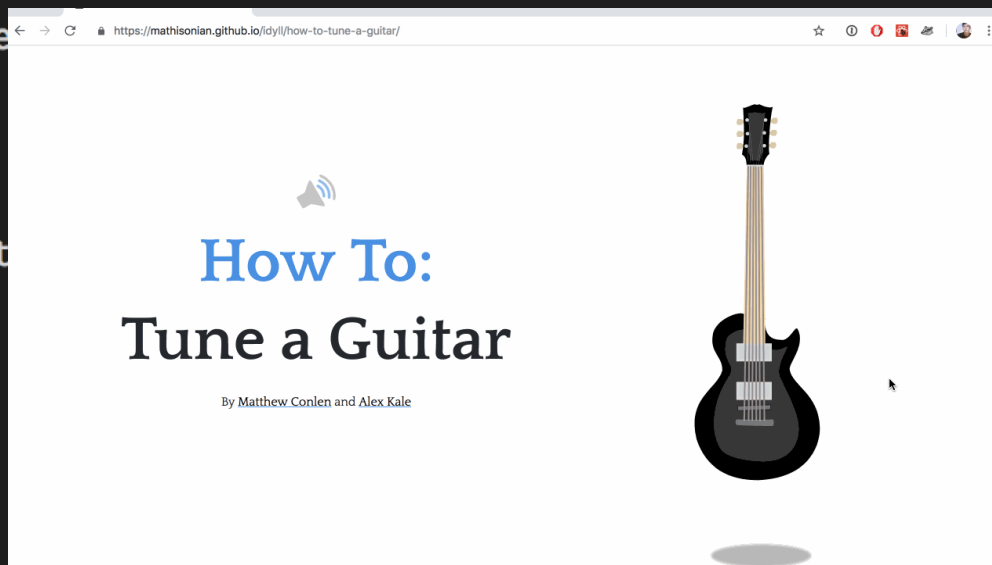 https://mathisonian.github.io/idyll/how-to-tune-a-guitar/
How To:
Tune a Guitar
By Matthew Conlen and Alex Kale